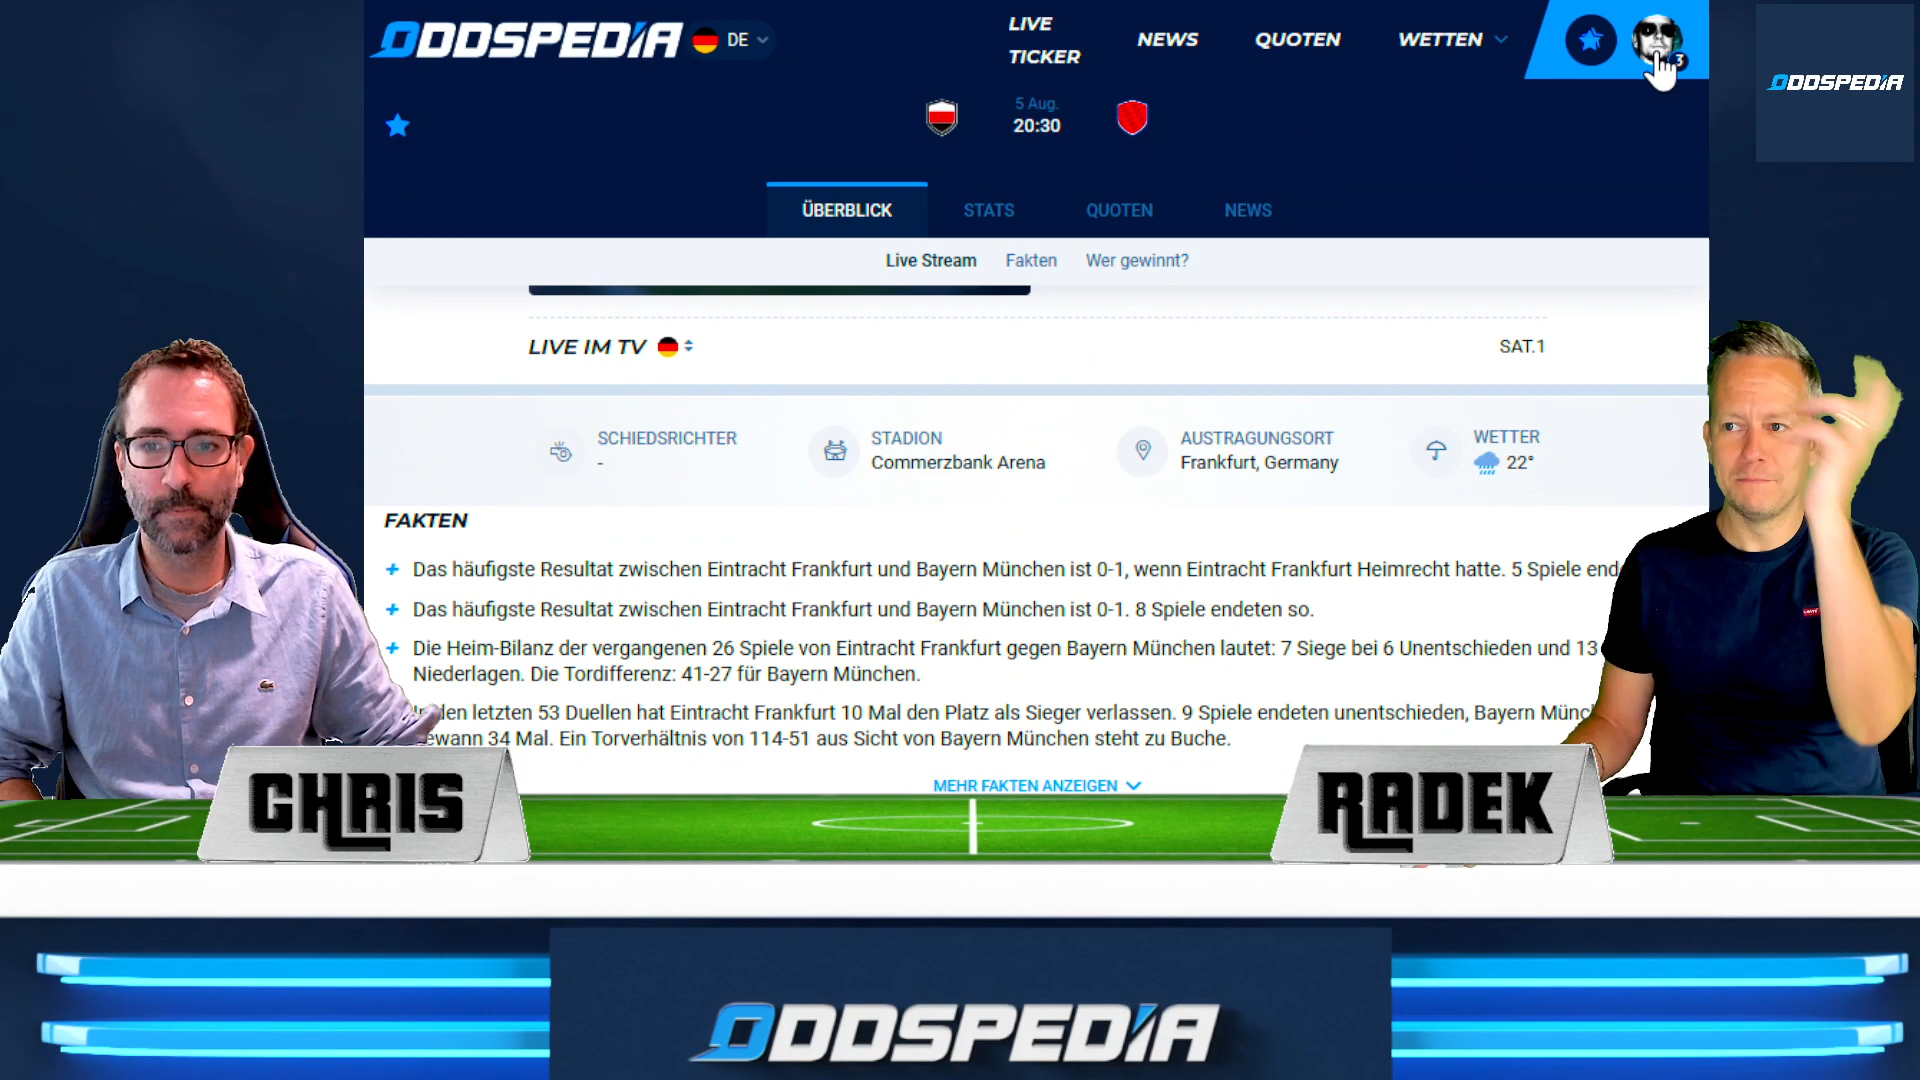 ODDSPEDIA
DE
LIVE
TICKER
NEWS
QUOTEN
WETTEN
3
ODDSPEDIA
5 Aug.
20:30
ÜBERBLICK
STATS
QUOTEN
NEWS
Live Stream
Fakten
Wer gewinnt?
LIVE IM TV
SAT.1
SCHIEDSRICHTER
-
STADION
Commerzbank Arena
AUSTRAGUNGSORT
Frankfurt, Germany
WETTER
22°
FAKTEN
+ Das häufigste Resultat zwischen Eintracht Frankfurt und Bayern München ist 0-1, wenn Eintracht Frankfurt Heimrecht hatte. 5 Spiele end
+ Das häufigste Resultat zwischen Eintracht Frankfurt und Bayern München ist 0-1. 8 Spiele endeten so.
+ Die Heim-Bilanz der vergangenen 26 Spiele von Eintracht Frankfurt gegen Bayern München lautet: 7 Siege bei 6 Unentschieden und 13
Niederlagen. Die Tordifferenz: 41-27 für Bayern München.
den letzten 53 Duellen hat Eintracht Frankfurt 10 Mal den Platz als Sieger verlassen. 9 Spiele endeten unentschieden, Bayern Münc
ewann 34 Mal. Ein Torverhältnis von 114-51 aus Sicht von Bayern München steht zu Buche.
MEHR FAKTEN ANZEIGEN
CHRIS
RADEK
ODDSPEDIA